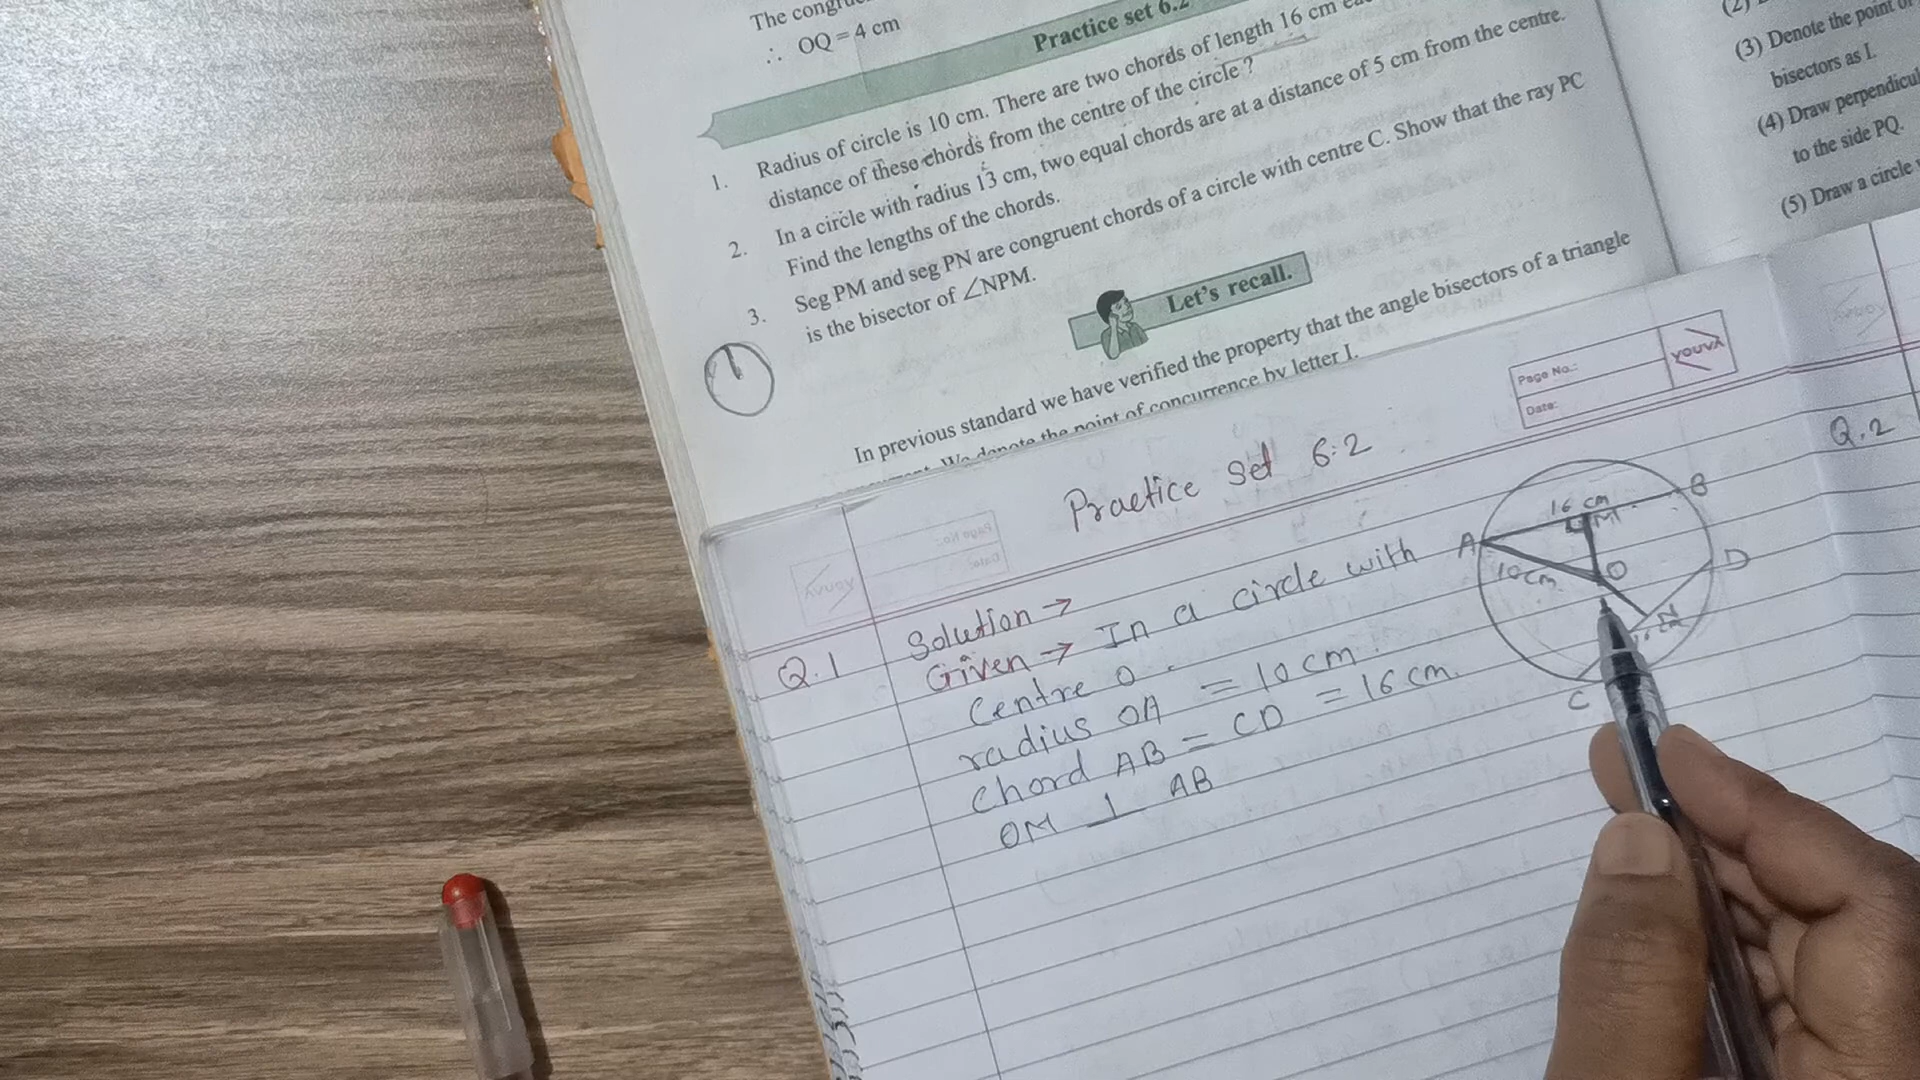 The
∴ OQ = 4 cm
Practice set 6.2
1. Radius of circle is 10 cm. There are two chords of length 16 cm
distance of these chords from the centre of the circle ?
2. In a circle with radius 13 cm, two equal chords are at a distance of 5 cm from the centre.
Find the lengths of the chords.
3. Seg PM and seg PN are congruent chords of a circle with centre C. Show that the ray PC
is the bisector of ∠NPM.
Let's recall.
In previous standard we have verified the property that the angle bisectors of a triangle
the point of concurrence by letter I.
(2)
(3) Denote the point of
bisectors as I.
(4) Draw perpendicul
to the side PQ.
(5) Draw a circle
Page No.:
Date:
YOUVA
Practice Set 6.2
Q.1 Solution →
Given → In a circle with
Centre O.
radius OA = 10 cm.
chord AB = CD = 16 cm.
OM ⊥ AB
16 cm
A
B
M
O
10 cm
D
N
C
Q.2